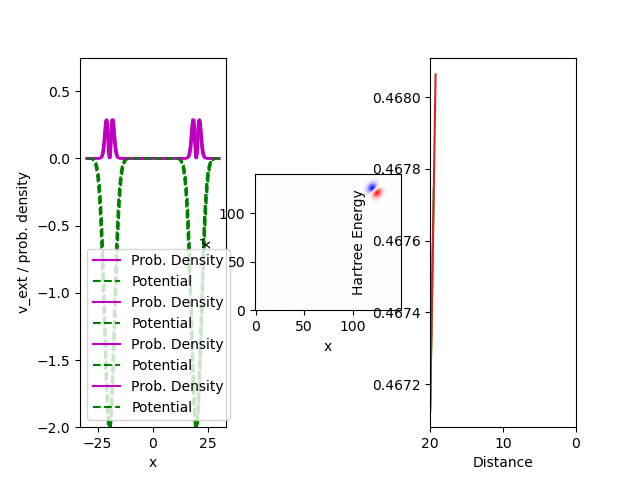 v_ext / prob. density
0.5
0.0
−0.5
−1.0
−1.5
−2.0
−25
0
25
x
Prob. Density
Potential
Prob. Density
Potential
Prob. Density
Potential
Prob. Density
Potential
100
50
0
0
50
100
x
Hartree Energy
0.4680
0.4678
0.4676
0.4674
0.4672
20
10
0
Distance